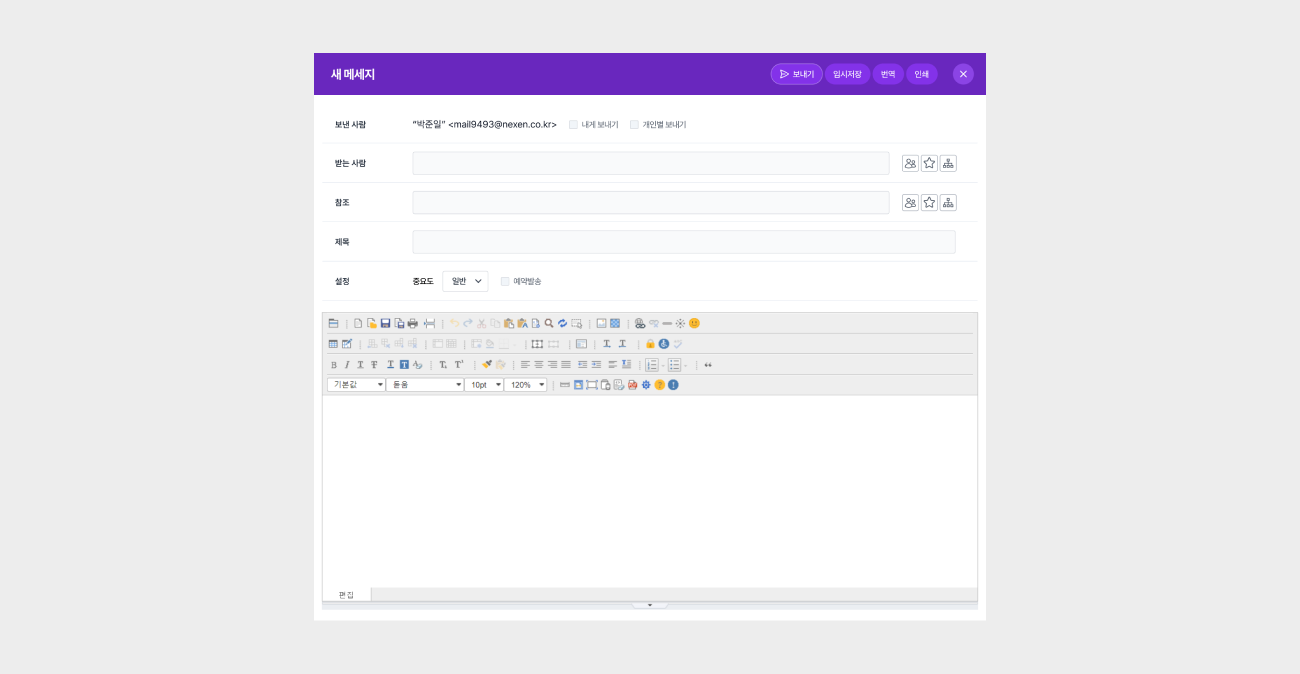 새 메세지
보내기 임시저장 번역 인쇄
보낸 사람 "박준일" <mail9493@nexen.co.kr> 내게 보내기 개인별 보내기
받는 사람
참조
제목
설정 중요도 일반 예약발송
기본값 돋움 10pt 120%
편집